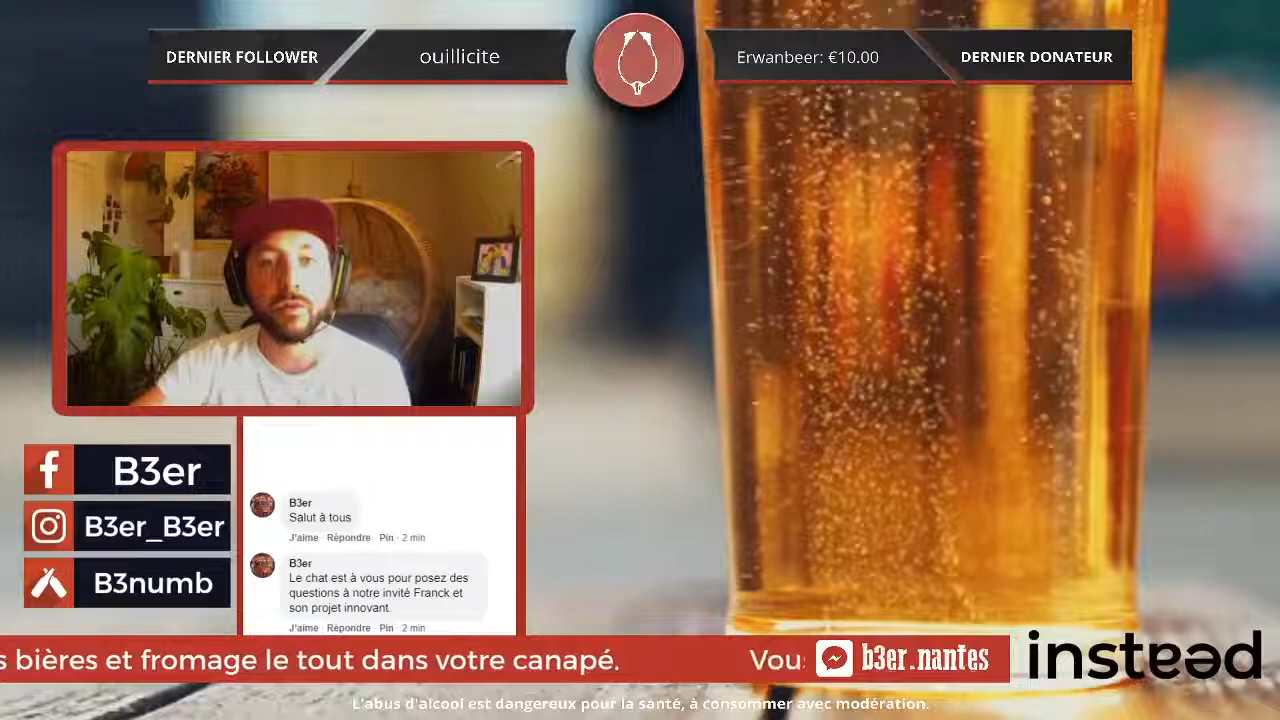 DERNIER FOLLOWER
ouillicite
Erwanbeer: €10.00
DERNIER DONATEUR
B3er
B3er_B3er
B3numb
B3er
Salut à tous
J'aime · Répondre · Pin · 2 min
B3er
Le chat est à vous pour posez des
questions à notre invité Franck et
son projet innovant.
J'aime · Répondre · Pin · 2 min
s bières et fromage le tout dans votre canapé.
Vou
b3er.nantes
instead
L'abus d'alcool est dangereux pour la santé, à consommer avec modération.